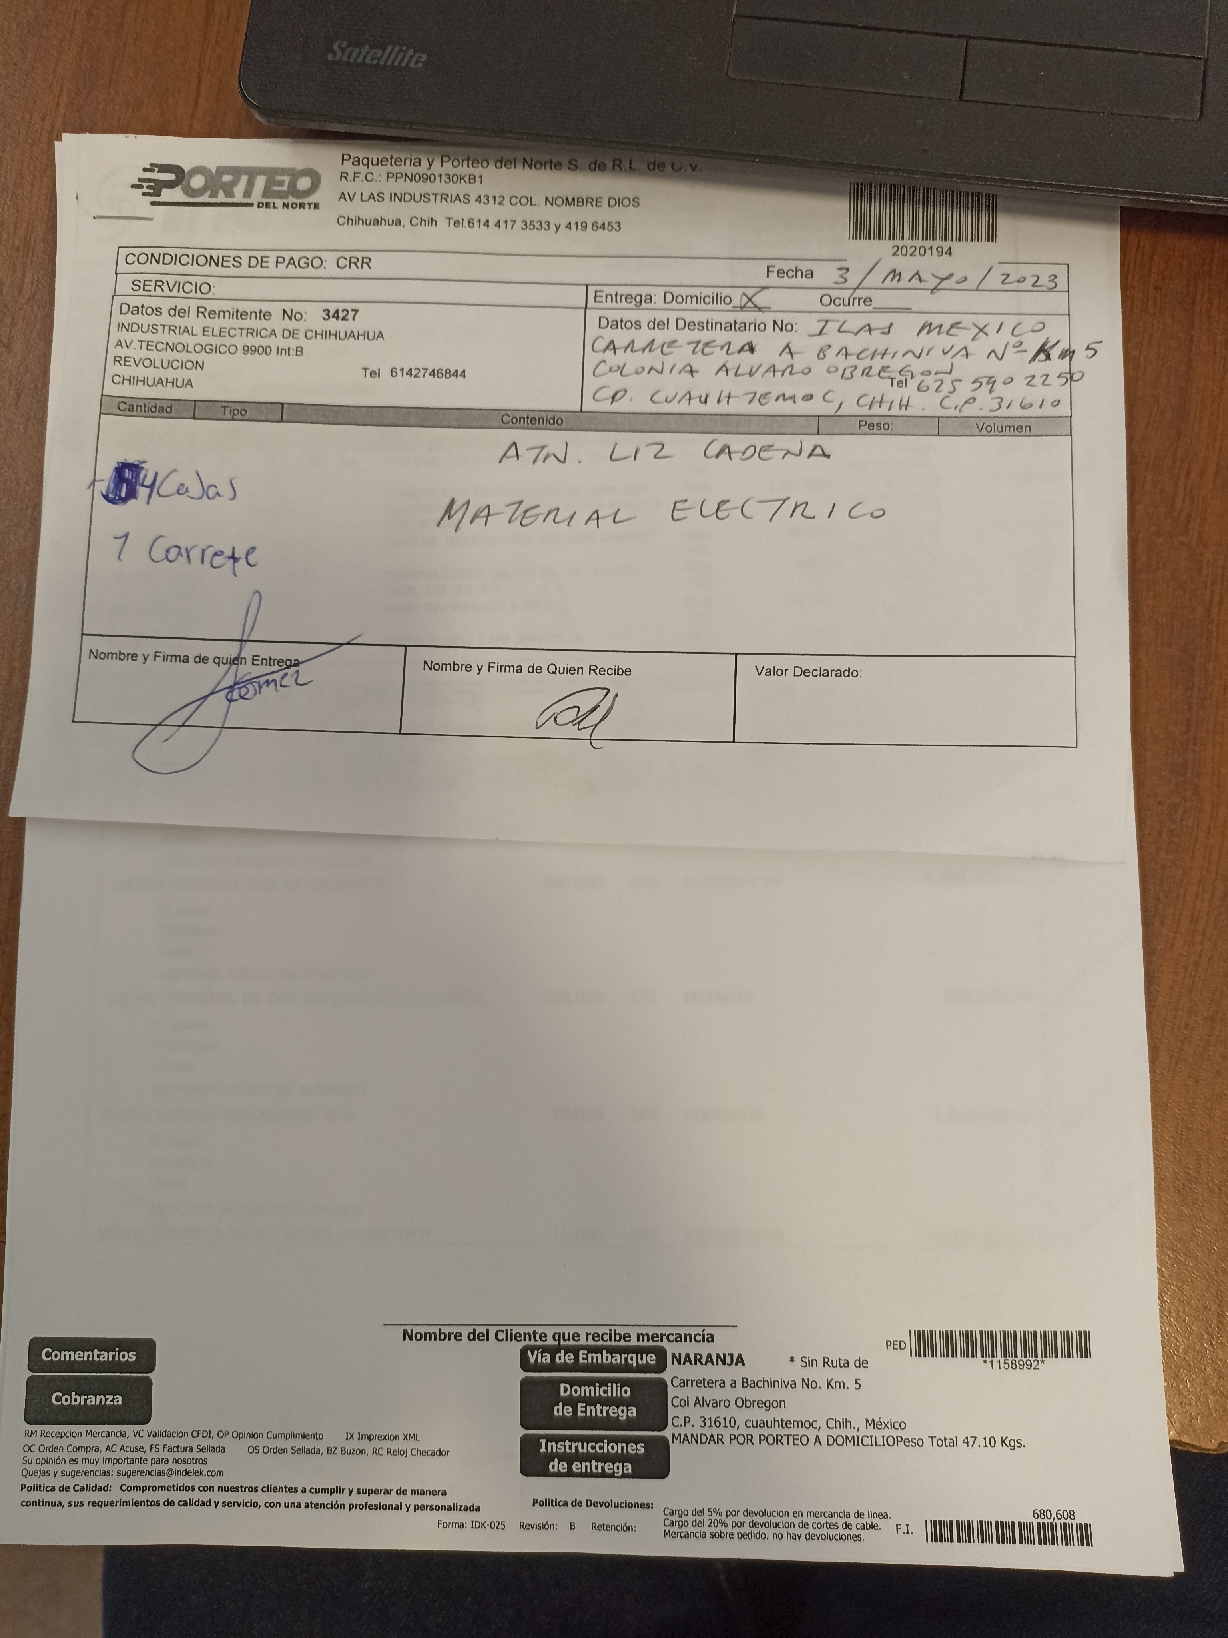 Satellite
PORTEO
DEL NORTE
Paqueteria y Porteo del Norte S. de R.L. de C.v.
R.F.C.: PPN090130KB1
AV LAS INDUSTRIAS 4312 COL. NOMBRE DIOS
Chihuahua, Chih Tel.614 417 3533 y 419 6453
2020194
CONDICIONES DE PAGO: CRR
Fecha 3 / MAYO / 2023
SERVICIO:
Entrega: Domicilio X Ocurre
Datos del Remitente No: 3427
INDUSTRIAL ELECTRICA DE CHIHUAHUA
AV.TECNOLOGICO 9900 Int:B
REVOLUCION
CHIHUAHUA
Tel 6142746844
Datos del Destinatario No: ILAS MEXICO
CARRETERA A BACHINIVA Nº Km 5
COLONIA ALVARO OBREGON
Tel 625 590 2250
CD. CUAUHTEMOC, CHIH. C.P. 31610
Cantidad Tipo Contenido Peso: Volumen
ATN. LIZ CADENA
4 Cajas
MATERIAL ELECTRICO
1 Carrete
Nombre y Firma de quien Entrega
Gomez
Nombre y Firma de Quien Recibe
Valor Declarado:
Nombre del Cliente que recibe mercancía
Comentarios
Cobranza
Vía de Embarque NARANJA * Sin Ruta de
PED *1158992*
Domicilio
de Entrega
Carretera a Bachiniva No. Km. 5
Col Alvaro Obregon
C.P. 31610, cuauhtemoc, Chih., México
Instrucciones
de entrega
MANDAR POR PORTEO A DOMICILIOPeso Total 47.10 Kgs.
RM Recepcion Mercancia, VC Validacion CFDI, OP Opinion Cumplimiento IX Impresion XML
OC Orden Compra, AC Acuse, FS Factura Sellada OS Orden Sellada, BZ Buzon, RC Reloj Checador
Su opinión es muy importante para nosotros
Quejas y sugerencias: sugerencias@indelek.com
Política de Calidad: Comprometidos con nuestros clientes a cumplir y superar de manera
continua, sus requerimientos de calidad y servicio, con una atención profesional y personalizada
Política de Devoluciones:
Cargo del 5% por devolucion en mercancia de linea.
Cargo del 20% por devolucion de cortes de cable.
Mercancia sobre pedido, no hay devoluciones.
Forma: IDK-025 Revisión: B Retención:
F.I. 680,608